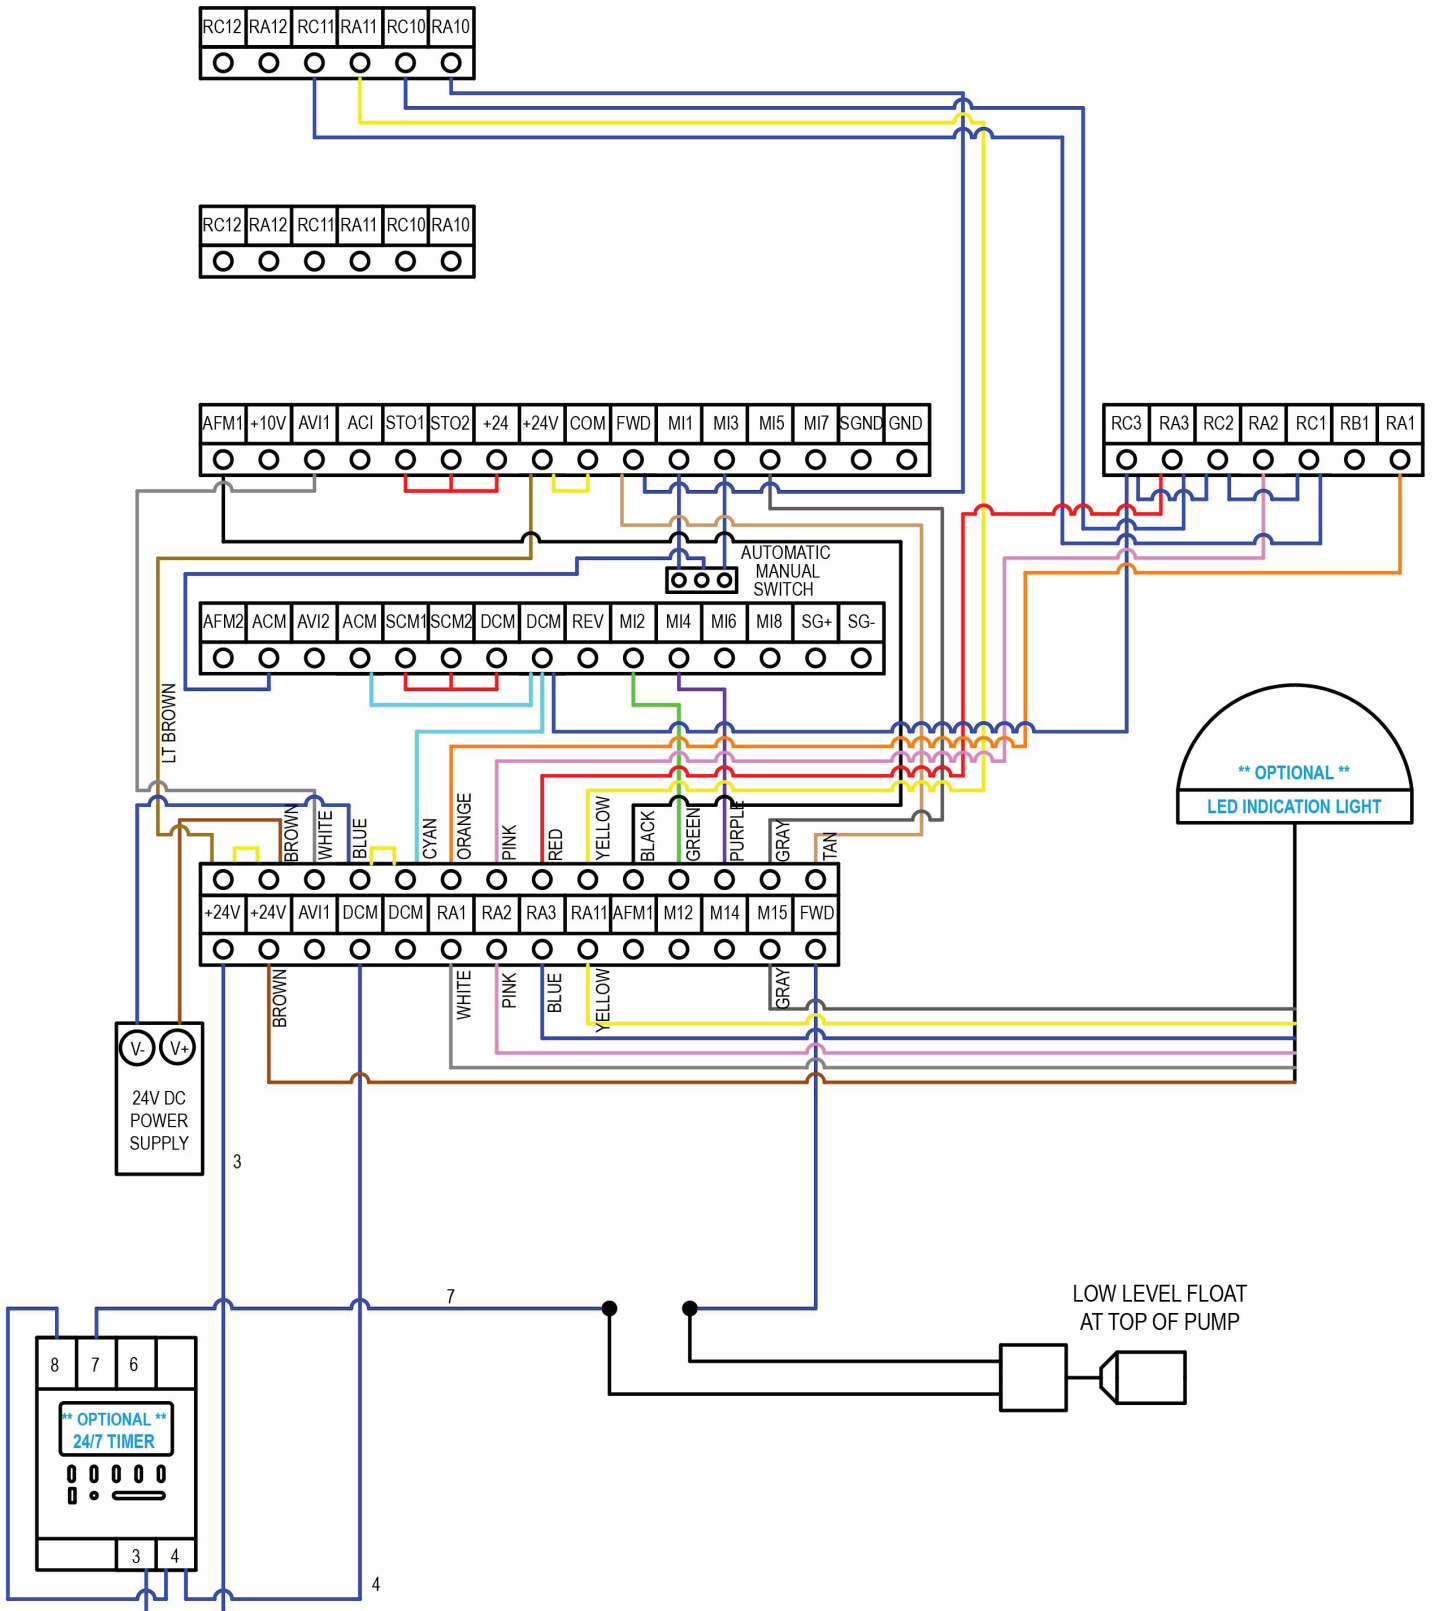 RC12 RA12 RC11 RA11 RC10 RA10
RC12 RA12 RC11 RA11 RC10 RA10
AFM1 +10V AVI1 ACI STO1 STO2 +24 +24V COM FWD MI1 MI3 MI5 MI7 SGND GND
RC3 RA3 RC2 RA2 RC1 RB1 RA1
AUTOMATIC
MANUAL
SWITCH
AFM2 ACM AVI2 ACM SCM1 SCM2 DCM DCM REV MI2 MI4 MI6 MI8 SG+ SG-
LT BROWN
** OPTIONAL **
LED INDICATION LIGHT
BROWN
WHITE
BLUE
CYAN
ORANGE
PINK
RED
YELLOW
BLACK
GREEN
PURPLE
GRAY
TAN
+24V +24V AVI1 DCM DCM RA1 RA2 RA3 RA11 AFM1 M12 M14 M15 FWD
BROWN
WHITE
PINK
BLUE
YELLOW
GRAY
V- V+
24V DC
POWER
SUPPLY
3
7
LOW LEVEL FLOAT
AT TOP OF PUMP
8 7 6
** OPTIONAL **
24/7 TIMER
3 4
4